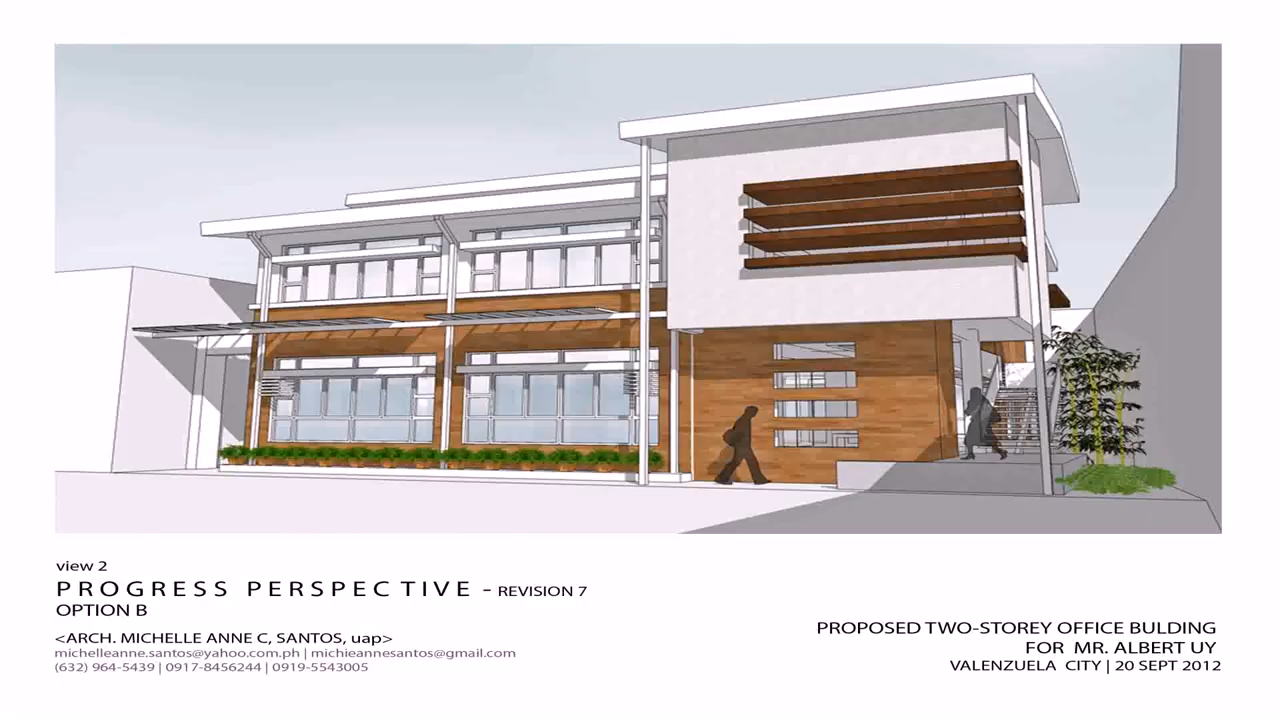 view 2
PROGRESS PERSPECTIVE - REVISION 7
OPTION B
<ARCH. MICHELLE ANNE C, SANTOS, uap>
michelleanne.santos@yahoo.com.ph | michieannesantos@gmail.com
(632) 964-5439 | 0917-8456244 | 0919-5543005
PROPOSED TWO-STOREY OFFICE BULDING
FOR MR. ALBERT UY
VALENZUELA CITY | 20 SEPT 2012